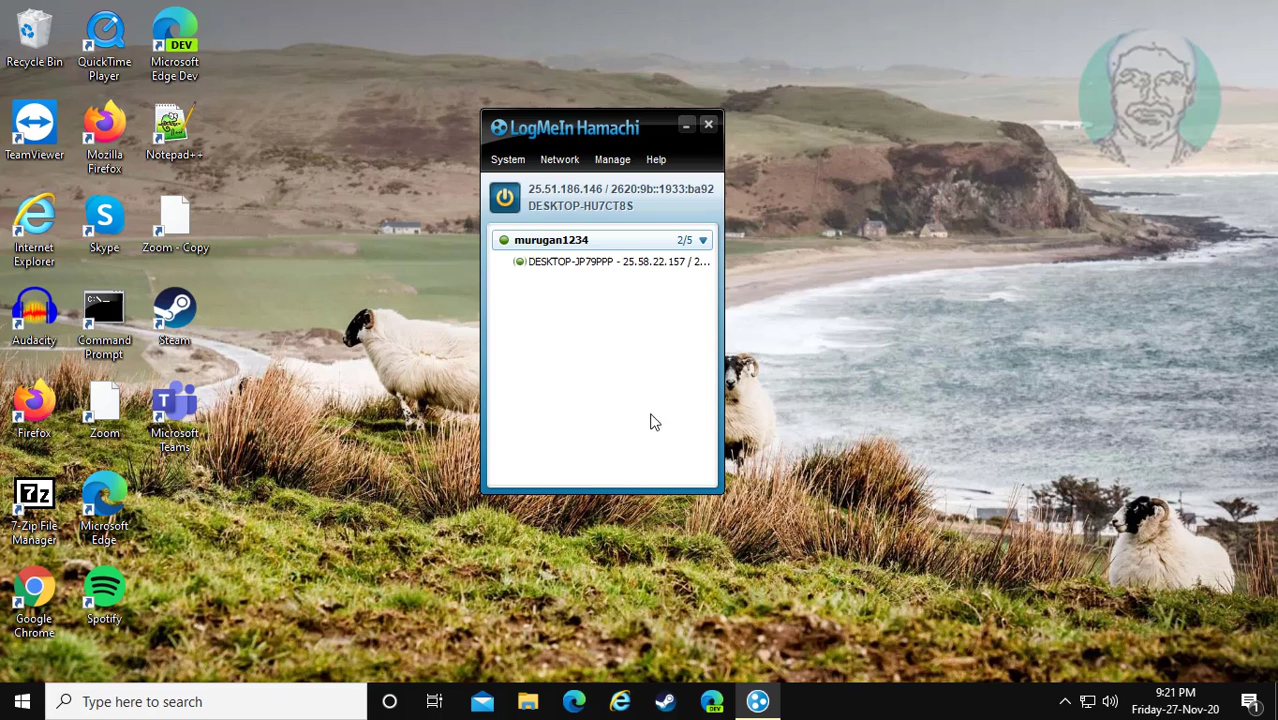 Recycle Bin
QuickTime
Player
Microsoft
Edge Dev
DEV
TeamViewer
Mozilla
Firefox
Notepad++
Internet
Explorer
Skype
Zoom - Copy
Audacity
Command
Prompt
Steam
Firefox
Zoom
Microsoft
Teams
7-Zip File
Manager
Microsoft
Edge
Google
Chrome
Spotify
LogMeIn Hamachi
System Network Manage Help
25.51.186.146 / 2620:9b::1933:ba92
DESKTOP-HU7CT8S
murugan1234 2/5
DESKTOP-JP79PPP - 25.58.22.157 / 2...
Type here to search
DEV
9:21 PM
Friday-27-Nov-20
1